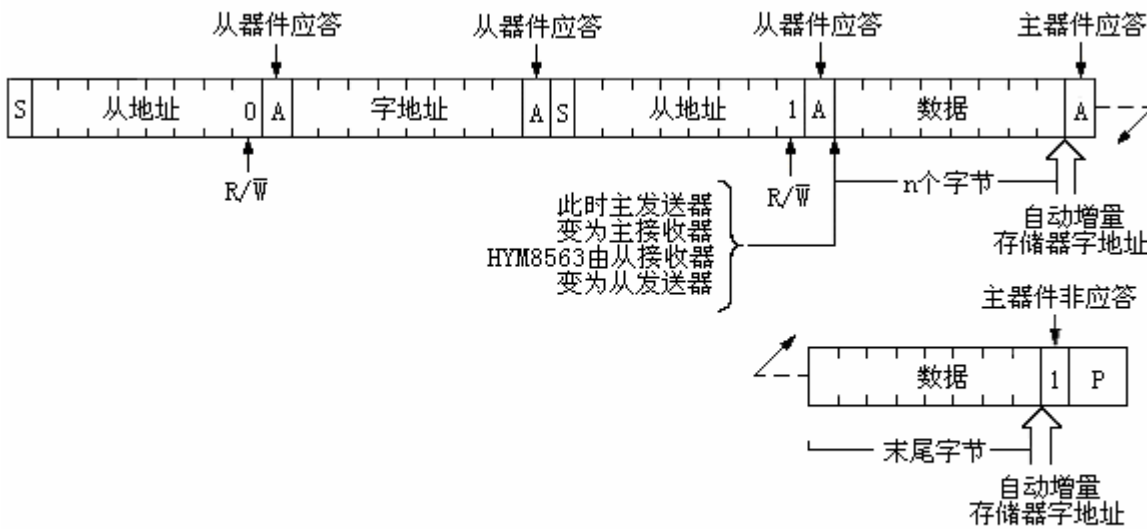 从器件应答 从器件应答 从器件应答 主器件应答
S 从地址 0 A 字地址 A S 从地址 1 A 数据 A
R/W̅ R/W̅ n个字节
此时主发送器
变为主接收器
HYM8563由从接收器
变为从发送器
自动增量
存储器字地址
主器件非应答
数据 1 P
末尾字节
自动增量
存储器字地址